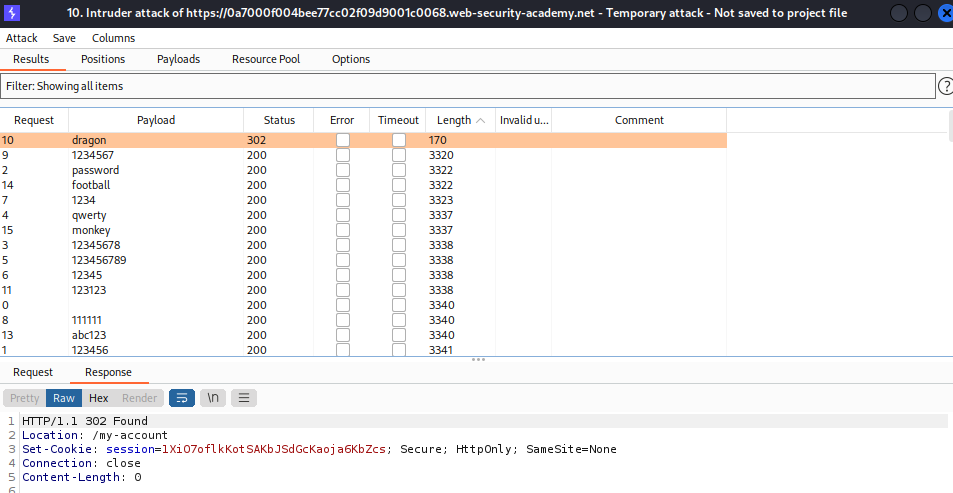 10. Intruder attack of https://0a7000f004bee77cc02f09d9001c0068.web-security-academy.net - Temporary attack - Not saved to project file
Attack Save Columns
Results Positions Payloads Resource Pool Options
Filter: Showing all items ?
Request Payload Status Error Timeout Length Invalid u... Comment
10 dragon 302 170
9 1234567 200 3320
2 password 200 3322
14 football 200 3322
7 1234 200 3323
4 qwerty 200 3337
15 monkey 200 3337
3 12345678 200 3338
5 123456789 200 3338
6 12345 200 3338
11 123123 200 3338
0 200 3340
8 111111 200 3340
13 abc123 200 3340
1 123456 200 3341
Request Response
Pretty Raw Hex Render \n
1 HTTP/1.1 302 Found
2 Location: /my-account
3 Set-Cookie: session=1XiO7oflkKotSAKbJSdGcKaoja6KbZcs; Secure; HttpOnly; SameSite=None
4 Connection: close
5 Content-Length: 0
6